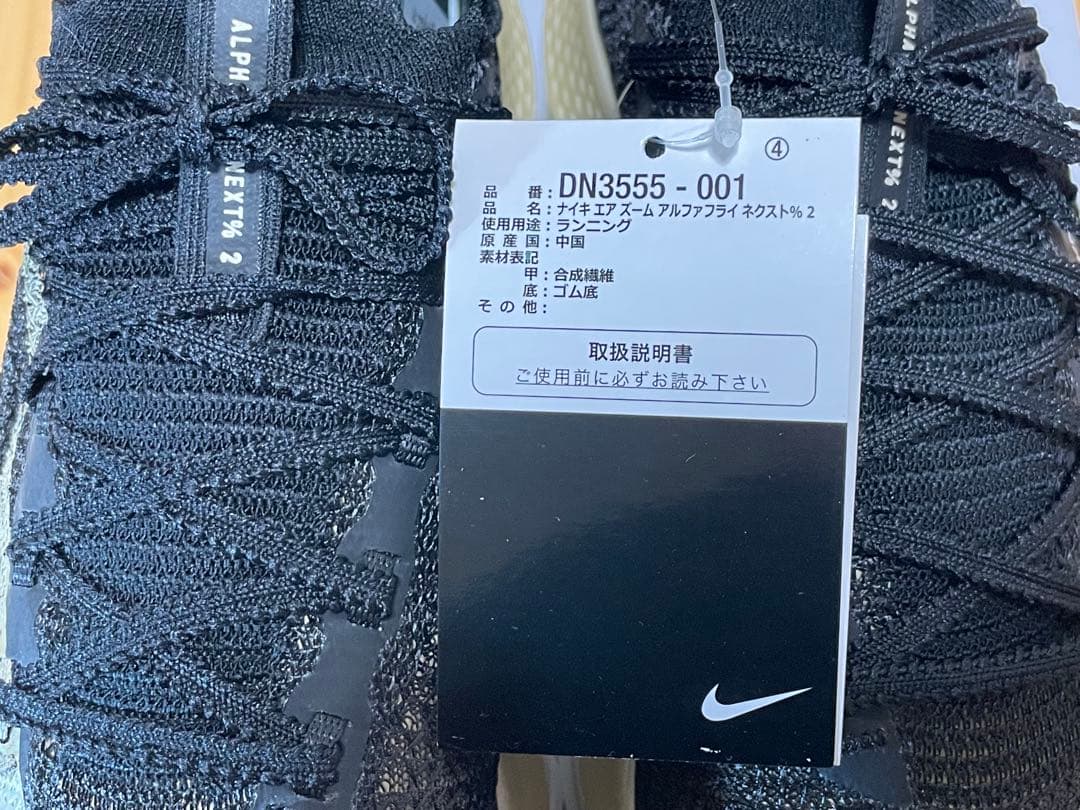 ALPH
NEXT% 2
ALPHA
NEXT% 2
④
品 番：DN3555 - 001
品 名：ナイキ エア ズーム アルファフライ ネクスト% 2
使用用途：ランニング
原 産 国：中国
素材表記
甲：合成繊維
底：ゴム底
そ の 他：
取扱説明書
ご使用前に必ずお読み下さい